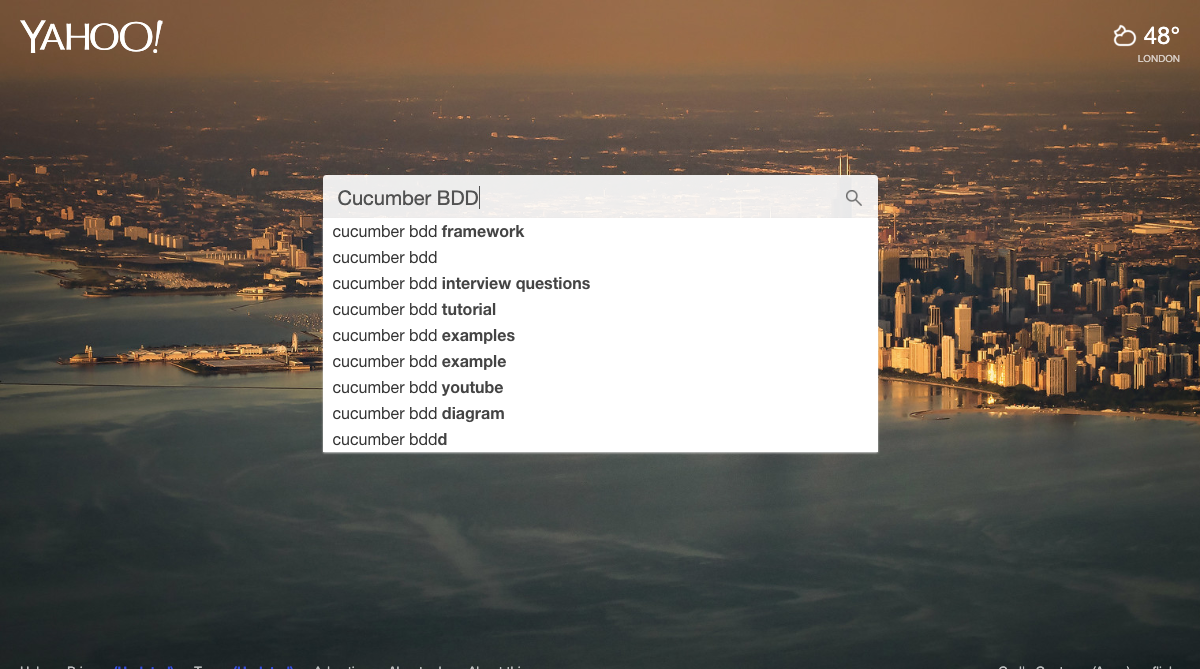 YAHOO!
48°
LONDON
Cucumber BDD
cucumber bdd framework
cucumber bdd
cucumber bdd interview questions
cucumber bdd tutorial
cucumber bdd examples
cucumber bdd example
cucumber bdd youtube
cucumber bdd diagram
cucumber bddd